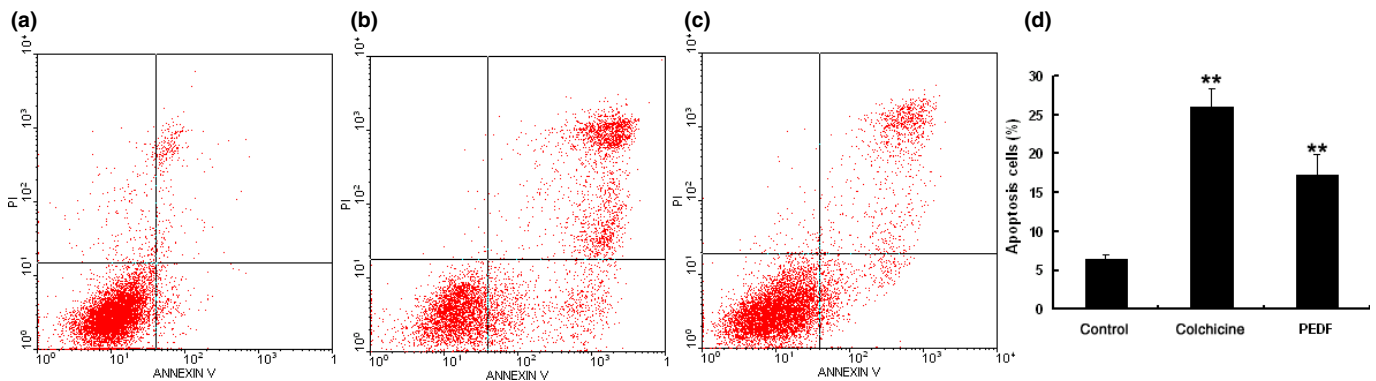 (a)
(b)
(c)
(d)
10⁴
10³
10²
10¹
10⁰
PI
10⁰ 10¹ 10² 10³ 1
ANNEXIN V
10⁴
10³
10²
10¹
10⁰
PI
10⁰ 10¹ 10² 10³ 1
ANNEXIN V
10⁴
10³
10²
10¹
10⁰
PI
10⁰ 10¹ 10² 10³ 10⁴
ANNEXIN V
Apoptosis cells (%)
30
25
20
15
10
5
0
**
**
Control Colchicine PEDF